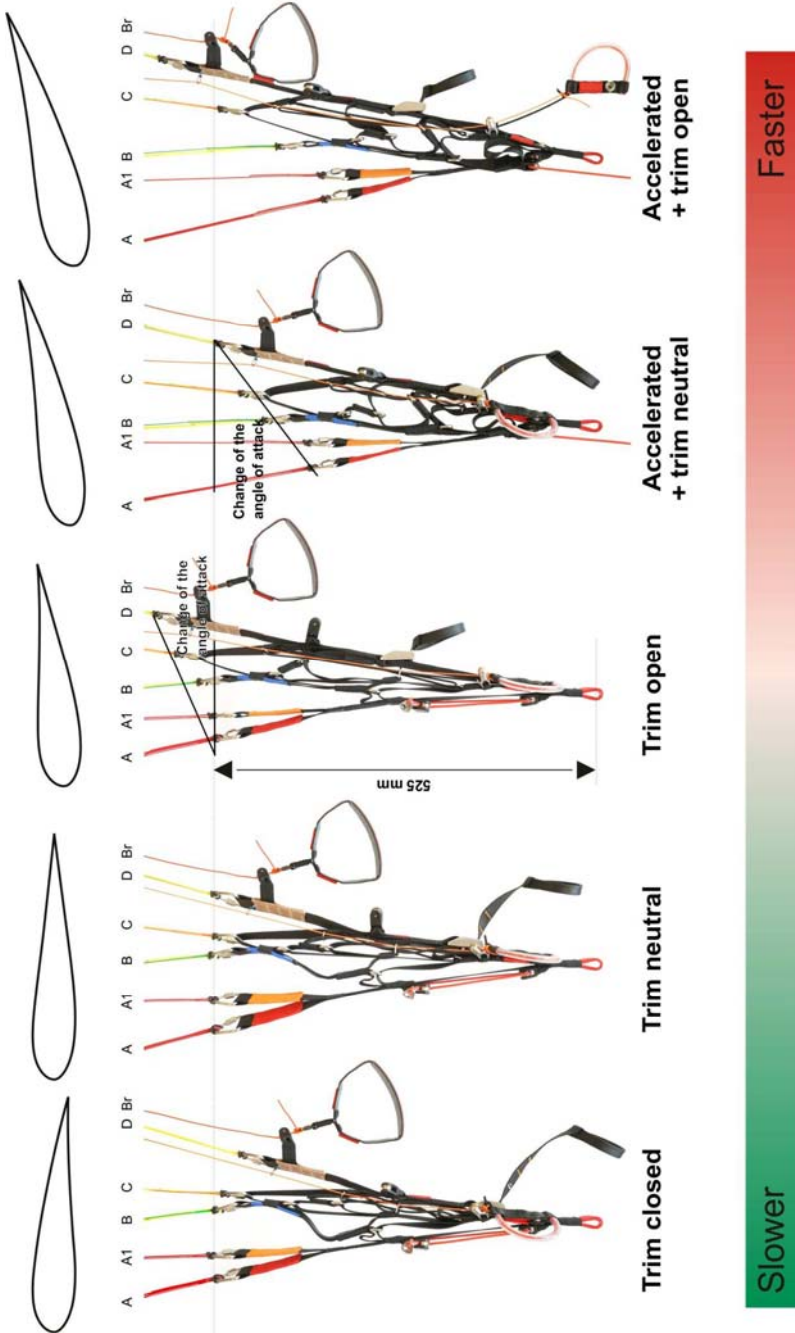 A A1 B C D Br
A A1 B C D Br
A A1 B C D Br
A A1 B C D Br
A A1 B C D Br
Change of the
angle of attack
Change of the
angle of attack
525 mm
Trim closed
Trim neutral
Trim open
Accelerated
+ trim neutral
Accelerated
+ trim open
Slower
Faster